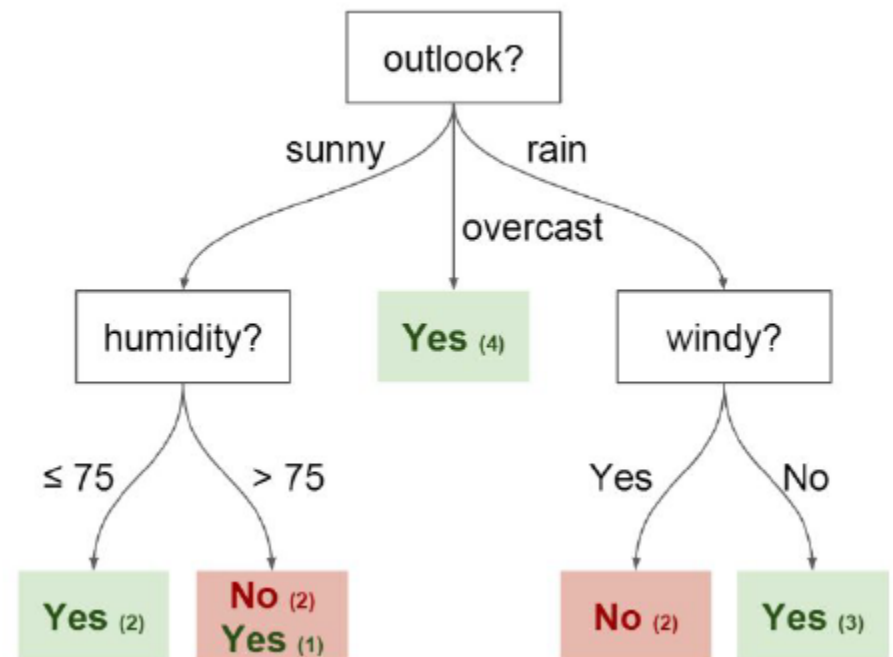 outlook?
sunny
rain
overcast
humidity?
Yes (4)
windy?
≤ 75
> 75
Yes
No
Yes (2)
No (2)
Yes (1)
No (2)
Yes (3)